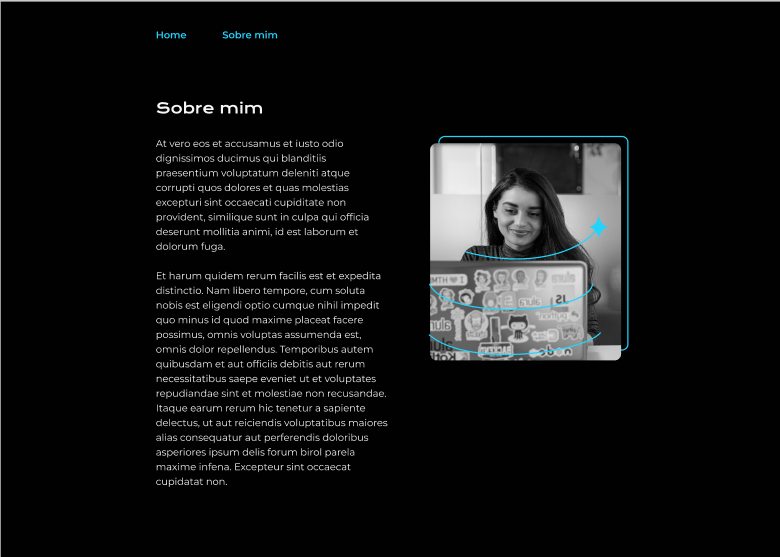 Home
Sobre mim
Sobre mim
At vero eos et accusamus et iusto odio
dignissimos ducimus qui blanditiis
praesentium voluptatum deleniti atque
corrupti quos dolores et quas molestias
excepturi sint occaecati cupiditate non
provident, similique sunt in culpa qui officia
deserunt mollitia animi, id est laborum et
dolorum fuga.
Et harum quidem rerum facilis est et expedita
distinctio. Nam libero tempore, cum soluta
nobis est eligendi optio cumque nihil impedit
quo minus id quod maxime placeat facere
possimus, omnis voluptas assumenda est,
omnis dolor repellendus. Temporibus autem
quibusdam et aut officiis debitis aut rerum
necessitatibus saepe eveniet ut et voluptates
repudiandae sint et molestiae non recusandae.
Itaque earum rerum hic tenetur a sapiente
delectus, ut aut reiciendis voluptatibus maiores
alias consequatur aut perferendis doloribus
asperiores ipsum delis forum birol parela
maxime infena. Excepteur sint occaecat
cupidatat non.